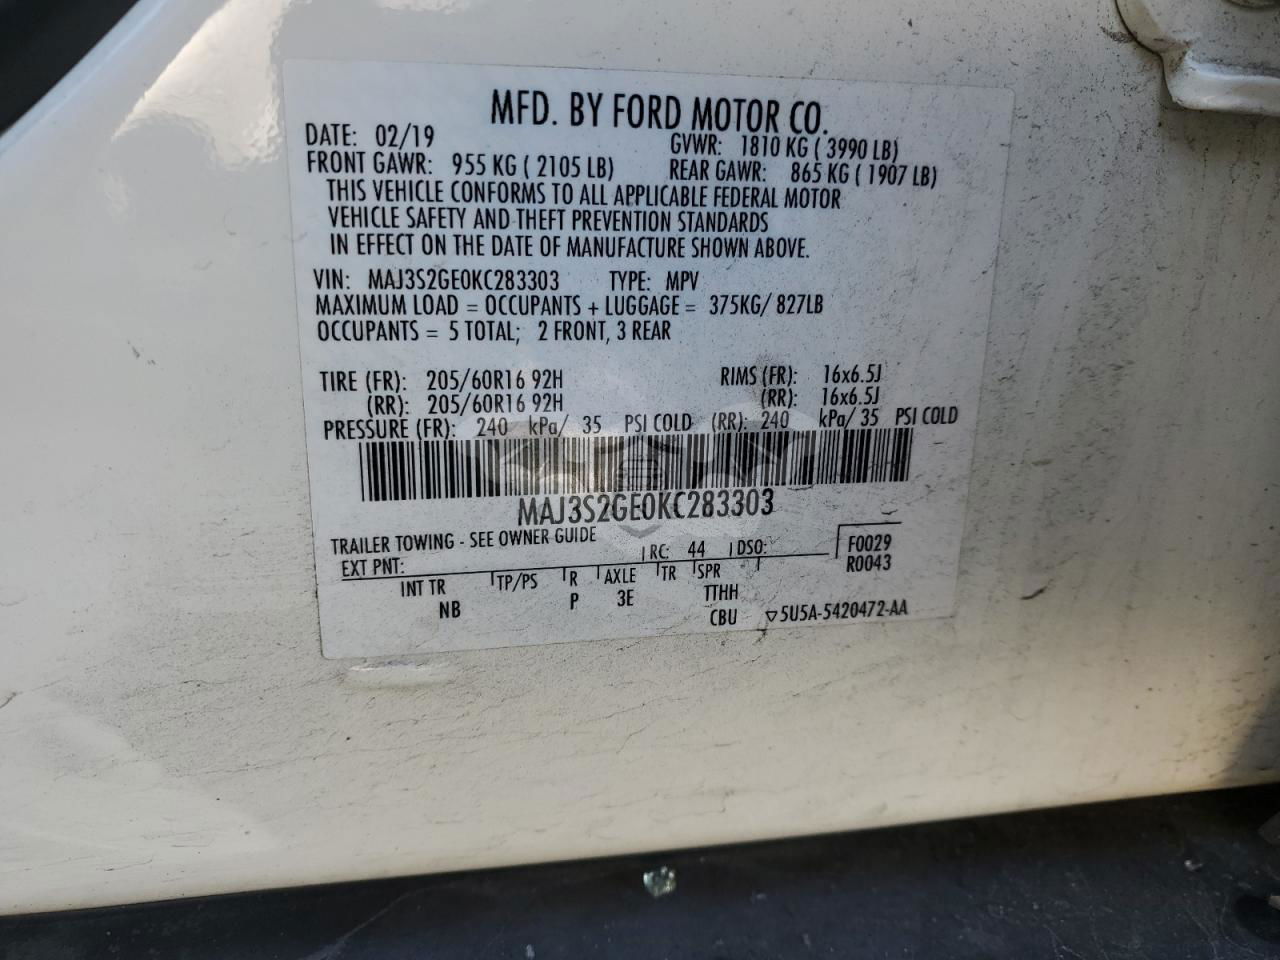 MFD. BY FORD MOTOR CO.
DATE: 02/19 GVWR: 1810 KG ( 3990 LB)
FRONT GAWR: 955 KG ( 2105 LB) REAR GAWR: 865 KG ( 1907 LB)
THIS VEHICLE CONFORMS TO ALL APPLICABLE FEDERAL MOTOR
VEHICLE SAFETY AND THEFT PREVENTION STANDARDS
IN EFFECT ON THE DATE OF MANUFACTURE SHOWN ABOVE.
VIN: MAJ3S2GE0KC283303 TYPE: MPV
MAXIMUM LOAD = OCCUPANTS + LUGGAGE = 375KG/ 827LB
OCCUPANTS = 5 TOTAL; 2 FRONT, 3 REAR
TIRE (FR): 205/60R16 92H RIMS (FR): 16x6.5J
(RR): 205/60R16 92H (RR): 16x6.5J
PRESSURE (FR): 240 kPa/ 35 PSI COLD (RR): 240 kPa/ 35 PSI COLD
MAJ3S2GE0KC283303
TRAILER TOWING - SEE OWNER GUIDE
EXT PNT: RC: 44 DSO: F0029
R0043
INT TR TP/PS R AXLE TR SPR
NB P 3E TTHH
CBU ▽5U5A-5420472-AA